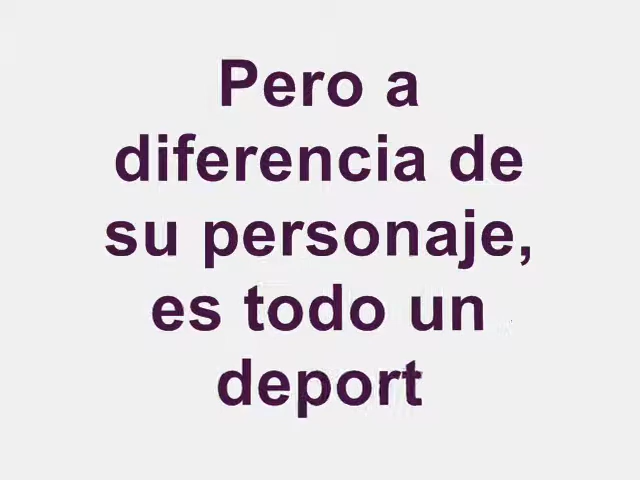 Pero a
diferencia de
su personaje,
es todo un
deport